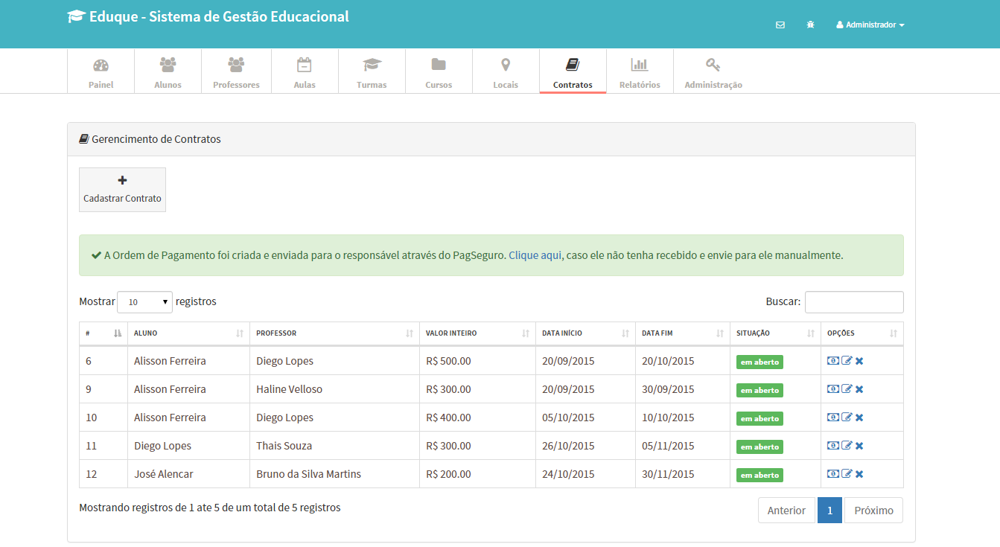 Eduque - Sistema de Gestão Educacional
Administrador
Painel Alunos Professores Aulas Turmas Cursos Locais Contratos Relatórios Administração
Gerencimento de Contratos
Cadastrar Contrato
A Ordem de Pagamento foi criada e enviada para o responsável através do PagSeguro. Clique aqui, caso ele não tenha recebido e envie para ele manualmente.
Mostrar 10 registros Buscar:
# ALUNO PROFESSOR VALOR INTEIRO DATA INÍCIO DATA FIM SITUAÇÃO OPÇÕES
6 Alisson Ferreira Diego Lopes R$ 500.00 20/09/2015 20/10/2015 em aberto
9 Alisson Ferreira Haline Velloso R$ 300.00 20/09/2015 30/09/2015 em aberto
10 Alisson Ferreira Diego Lopes R$ 400.00 05/10/2015 10/10/2015 em aberto
11 Diego Lopes Thais Souza R$ 300.00 26/10/2015 05/11/2015 em aberto
12 José Alencar Bruno da Silva Martins R$ 200.00 24/10/2015 30/11/2015 em aberto
Mostrando registros de 1 ate 5 de um total de 5 registros Anterior 1 Próximo